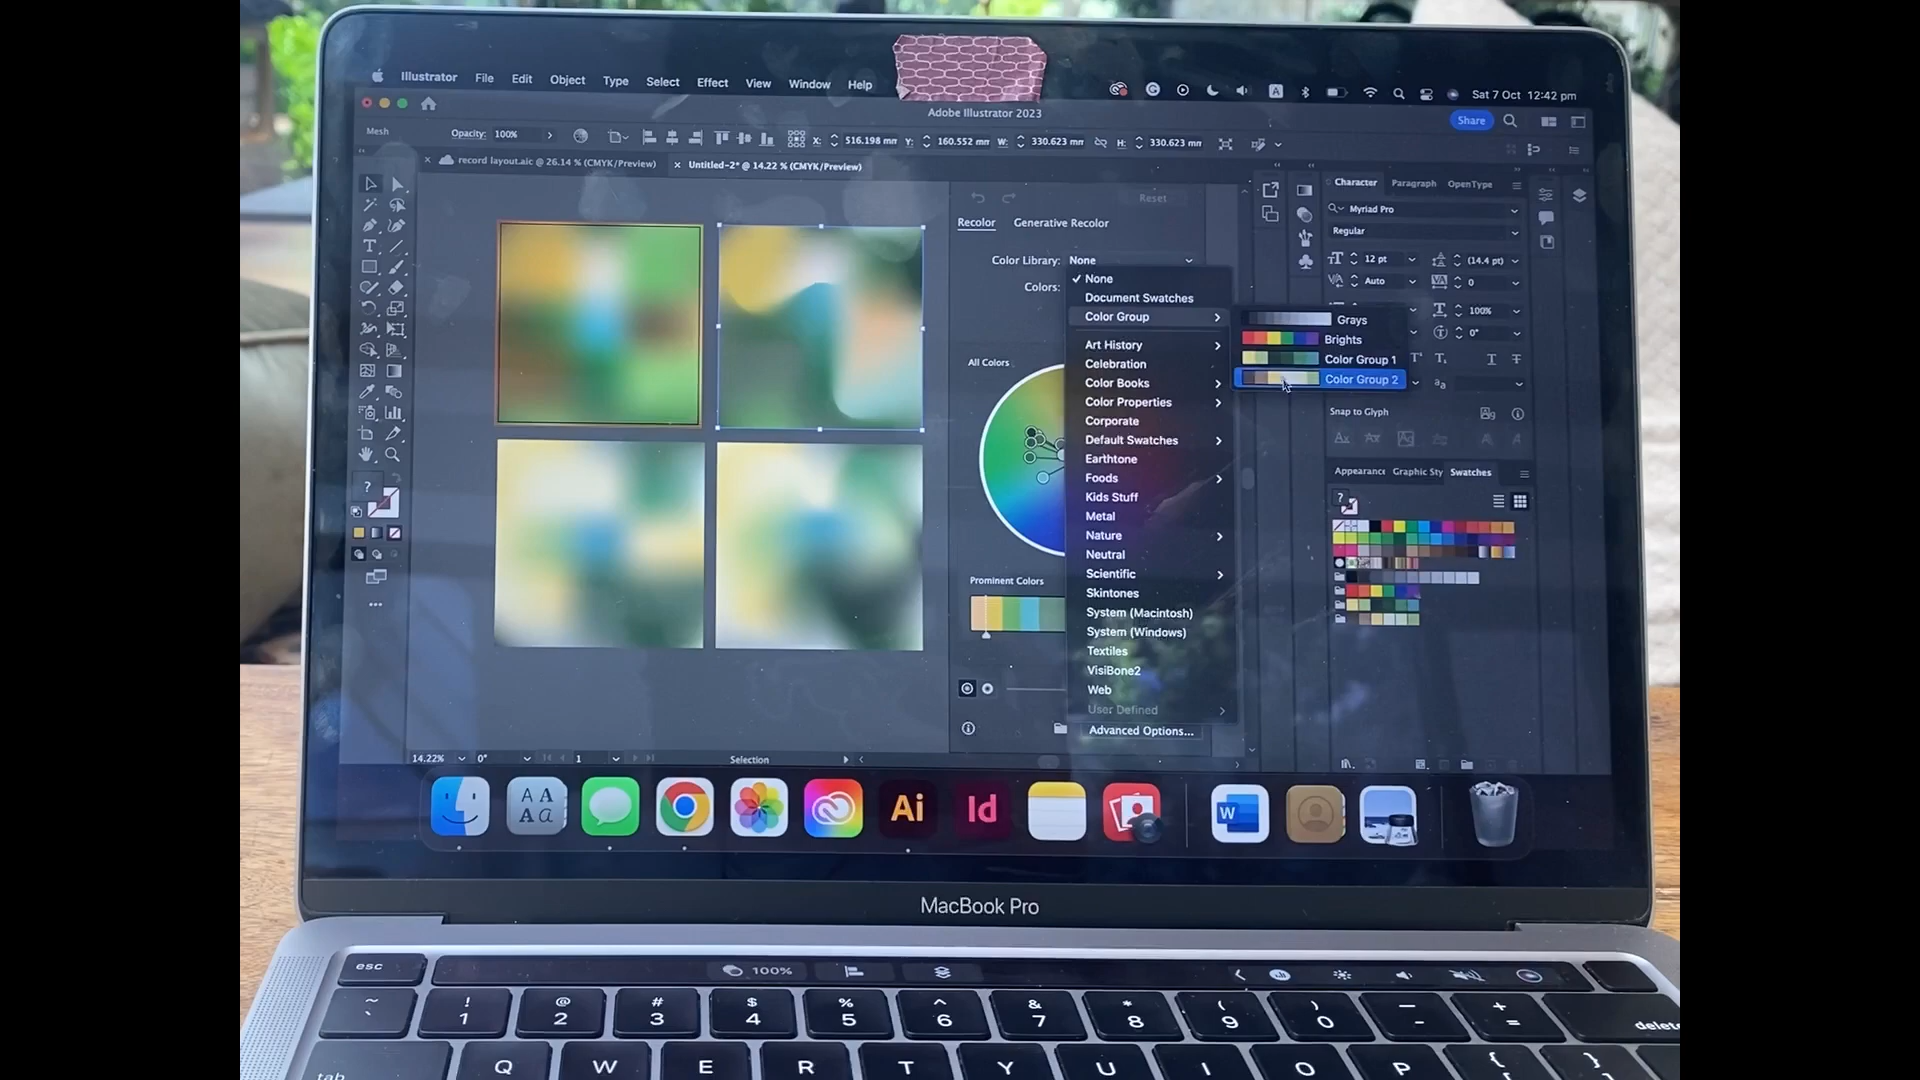 Illustrator File Edit Object Type Select Effect View Window Help
A Sat 7 Oct 12:42 pm
Adobe Illustrator 2023
Share
Mesh
Opacity: 100%
X: 516.198 mm Y: 160.552 mm W: 330.623 mm H: 330.623 mm
× record layout.aic @ 26.14 % (CMYK/Preview)
× Untitled-2* @ 14.22 % (CMYK/Preview)
Reset
Recolor Generative Recolor
Color Library: None
Colors:
All Colors
Prominent Colors
✓ None
Document Swatches
Color Group
Art History
Celebration
Color Books
Color Properties
Corporate
Default Swatches
Earthtone
Foods
Kids Stuff
Metal
Nature
Neutral
Scientific
Skintones
System (Macintosh)
System (Windows)
Textiles
VisiBone2
Web
User Defined
Advanced Options...
Grays
Brights
Color Group 1
Color Group 2
Character Paragraph OpenType
Myriad Pro
Regular
12 pt (14.4 pt)
Auto 0
100%
0°
Snap to Glyph
Appearance Graphic Sty Swatches
?
?
14.22% 0° 1 Selection
A A
A a
Ai
Id
W
MacBook Pro
esc
100%
~ `
! 1
@ 2
# 3
$ 4
% 5
^ 6
& 7
* 8
( 9
) 0
— -
+ =
delete
tab
Q W E R T Y U I O P { [ } ]